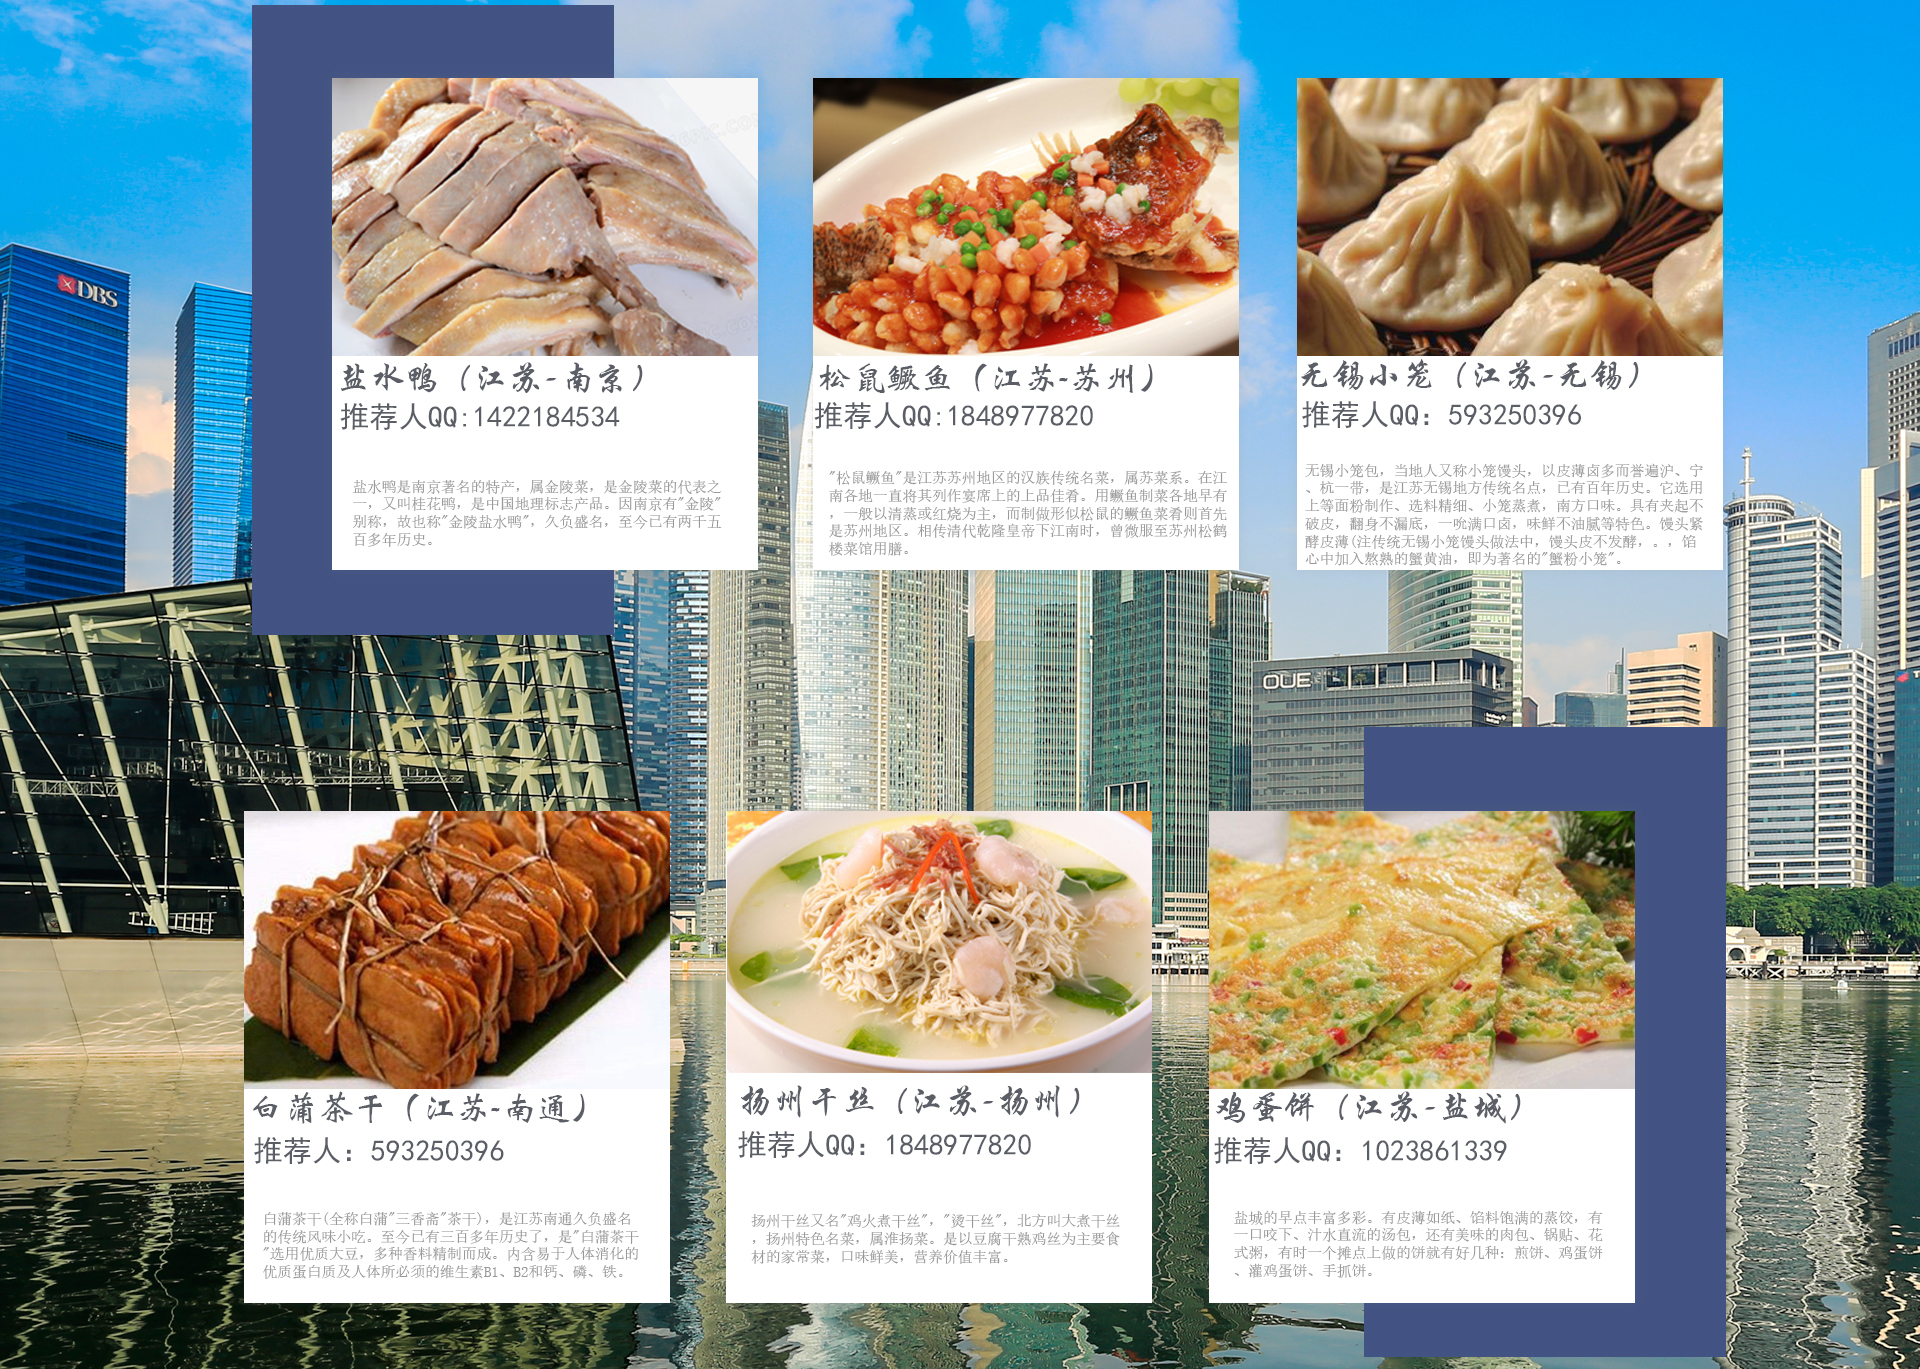 DBS
盐水鸭（江苏-南京）
推荐人QQ:1422184534
盐水鸭是南京著名的特产，属金陵菜，是金陵菜的代表之
一，又叫桂花鸭，是中国地理标志产品。因南京有"金陵"
别称，故也称"金陵盐水鸭"，久负盛名，至今已有两千五
百多年历史。
松鼠鳜鱼（江苏-苏州）
推荐人QQ:1848977820
"松鼠鳜鱼"是江苏苏州地区的汉族传统名菜，属苏菜系。在江
南各地一直将其列作宴席上的上品佳肴。用鳜鱼制菜各地早有
，一般以清蒸或红烧为主，而制做形似松鼠的鳜鱼菜肴则首先
是苏州地区。相传清代乾隆皇帝下江南时，曾微服至苏州松鹤
楼菜馆用膳。
无锡小笼（江苏-无锡）
推荐人QQ：593250396
无锡小笼包，当地人又称小笼馒头，以皮薄卤多而誉遍沪、宁
、杭一带，是江苏无锡地方传统名点，已有百年历史。它选用
上等面粉制作、选料精细、小笼蒸煮，南方口味。具有夹起不
破皮，翻身不漏底，一吮满口卤，味鲜不油腻等特色。馒头紧
酵皮薄(注传统无锡小笼馒头做法中，馒头皮不发酵，。，馅
心中加入熬熟的蟹黄油，即为著名的"蟹粉小笼"。
OUE
白蒲茶干（江苏-南通）
推荐人：593250396
白蒲茶干(全称白蒲"三香斋"茶干)，是江苏南通久负盛名
的传统风味小吃。至今已有三百多年历史了，是"白蒲茶干
"选用优质大豆，多种香料精制而成。内含易于人体消化的
优质蛋白质及人体所必须的维生素B1、B2和钙、磷、铁。
扬州干丝（江苏-扬州）
推荐人QQ：1848977820
扬州干丝又名"鸡火煮干丝"，"烫干丝"，北方叫大煮干丝
，扬州特色名菜，属淮扬菜。是以豆腐干熟鸡丝为主要食
材的家常菜，口味鲜美，营养价值丰富。
鸡蛋饼（江苏-盐城）
推荐人QQ：1023861339
盐城的早点丰富多彩。有皮薄如纸、馅料饱满的蒸饺，有
一口咬下、汁水直流的汤包，还有美味的肉包、锅贴、花
式粥，有时一个摊点上做的饼就有好几种：煎饼、鸡蛋饼
、灌鸡蛋饼、手抓饼。